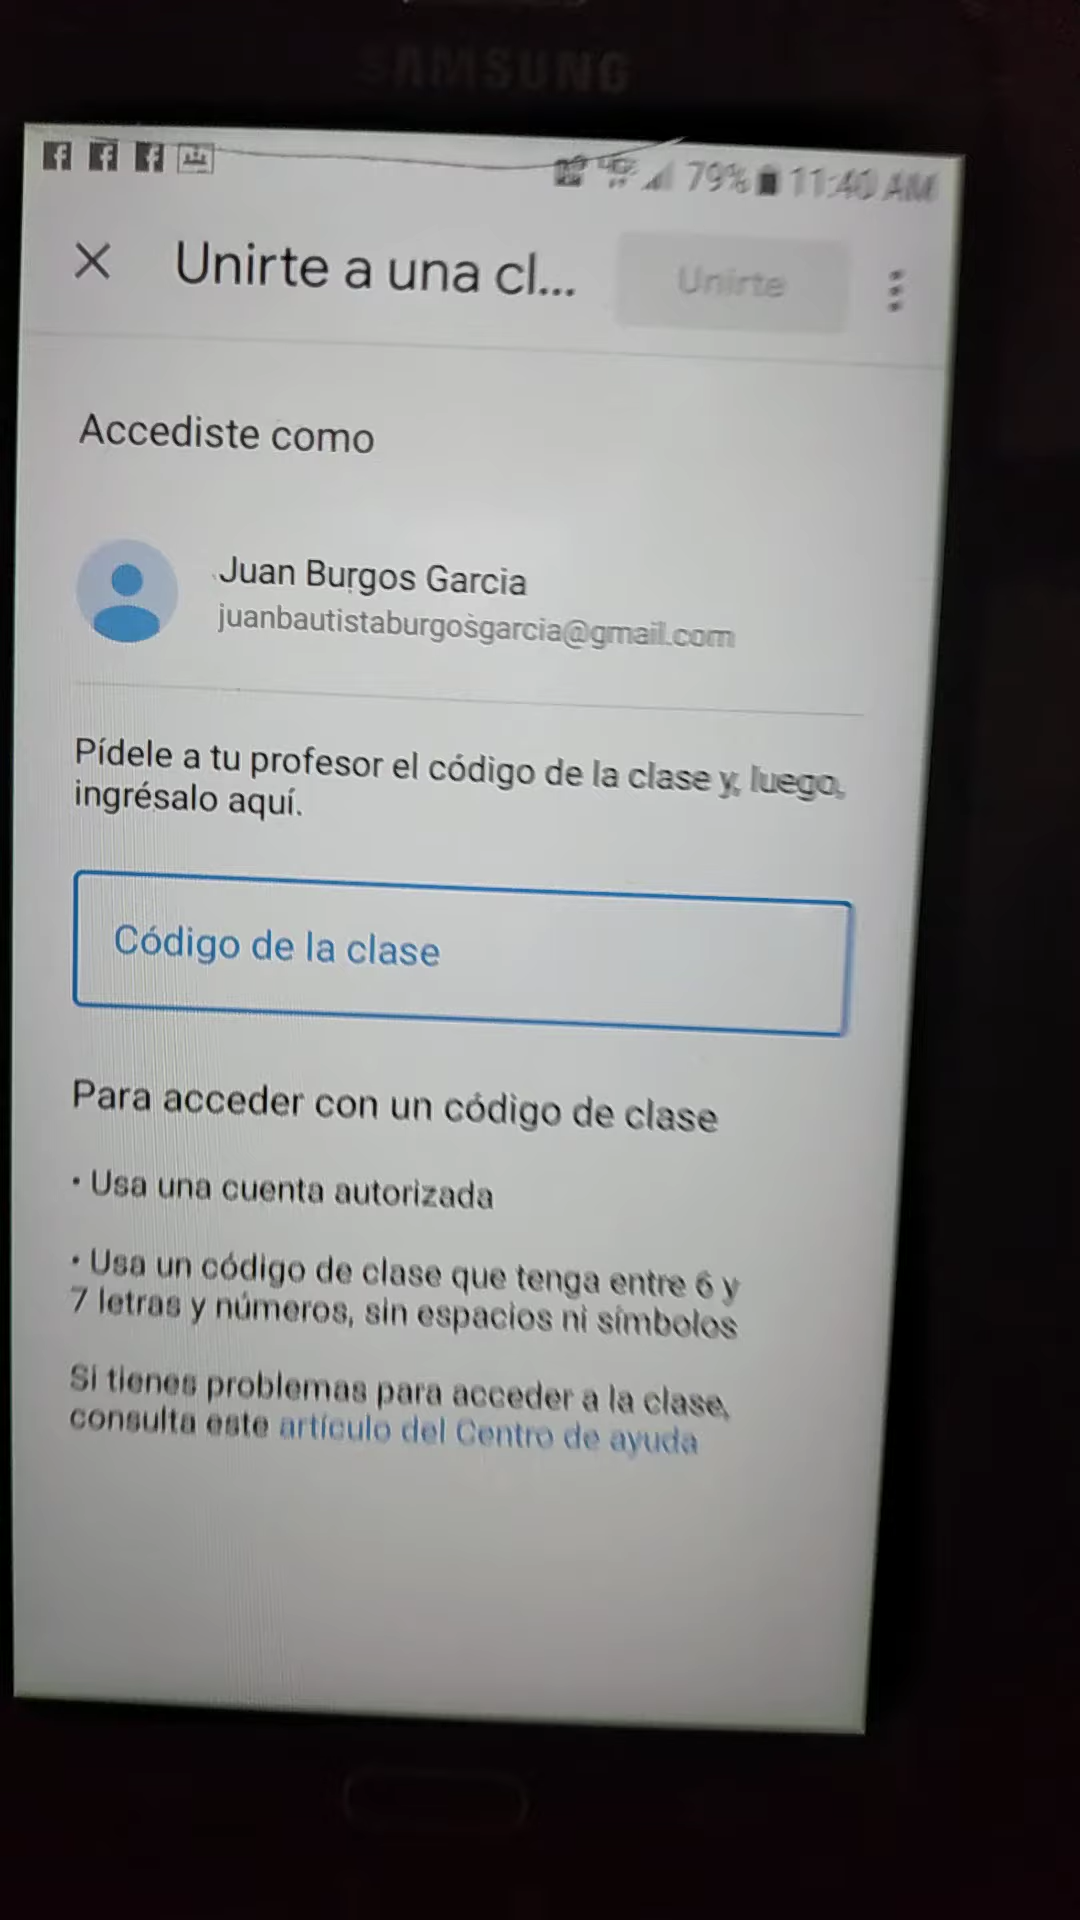 SAMSUNG
79% 11:40 AM
Unirte a una cl...
Unirte
Accediste como
Juan Burgos Garcia
juanbautistaburgosgarcia@gmail.com
Pídele a tu profesor el código de la clase y, luego,
ingrésalo aquí.
Código de la clase
Para acceder con un código de clase
• Usa una cuenta autorizada
• Usa un código de clase que tenga entre 6 y
7 letras y números, sin espacios ni símbolos
Si tienes problemas para acceder a la clase,
consulta este artículo del Centro de ayuda